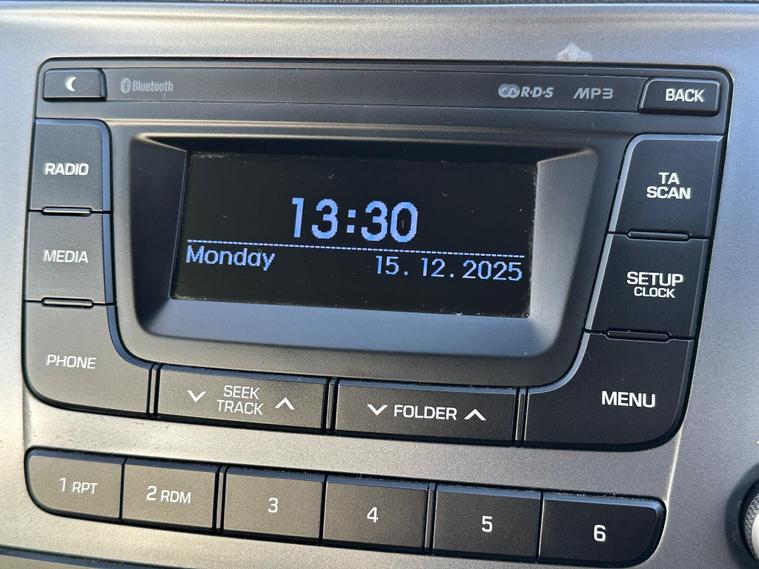 Bluetooth
R·D·S
MP3
BACK
RADIO
13:30
TA
SCAN
MEDIA
Monday 15.12.2025
SETUP
CLOCK
PHONE
SEEK
TRACK
FOLDER
MENU
1 RPT
2 RDM
3
4
5
6